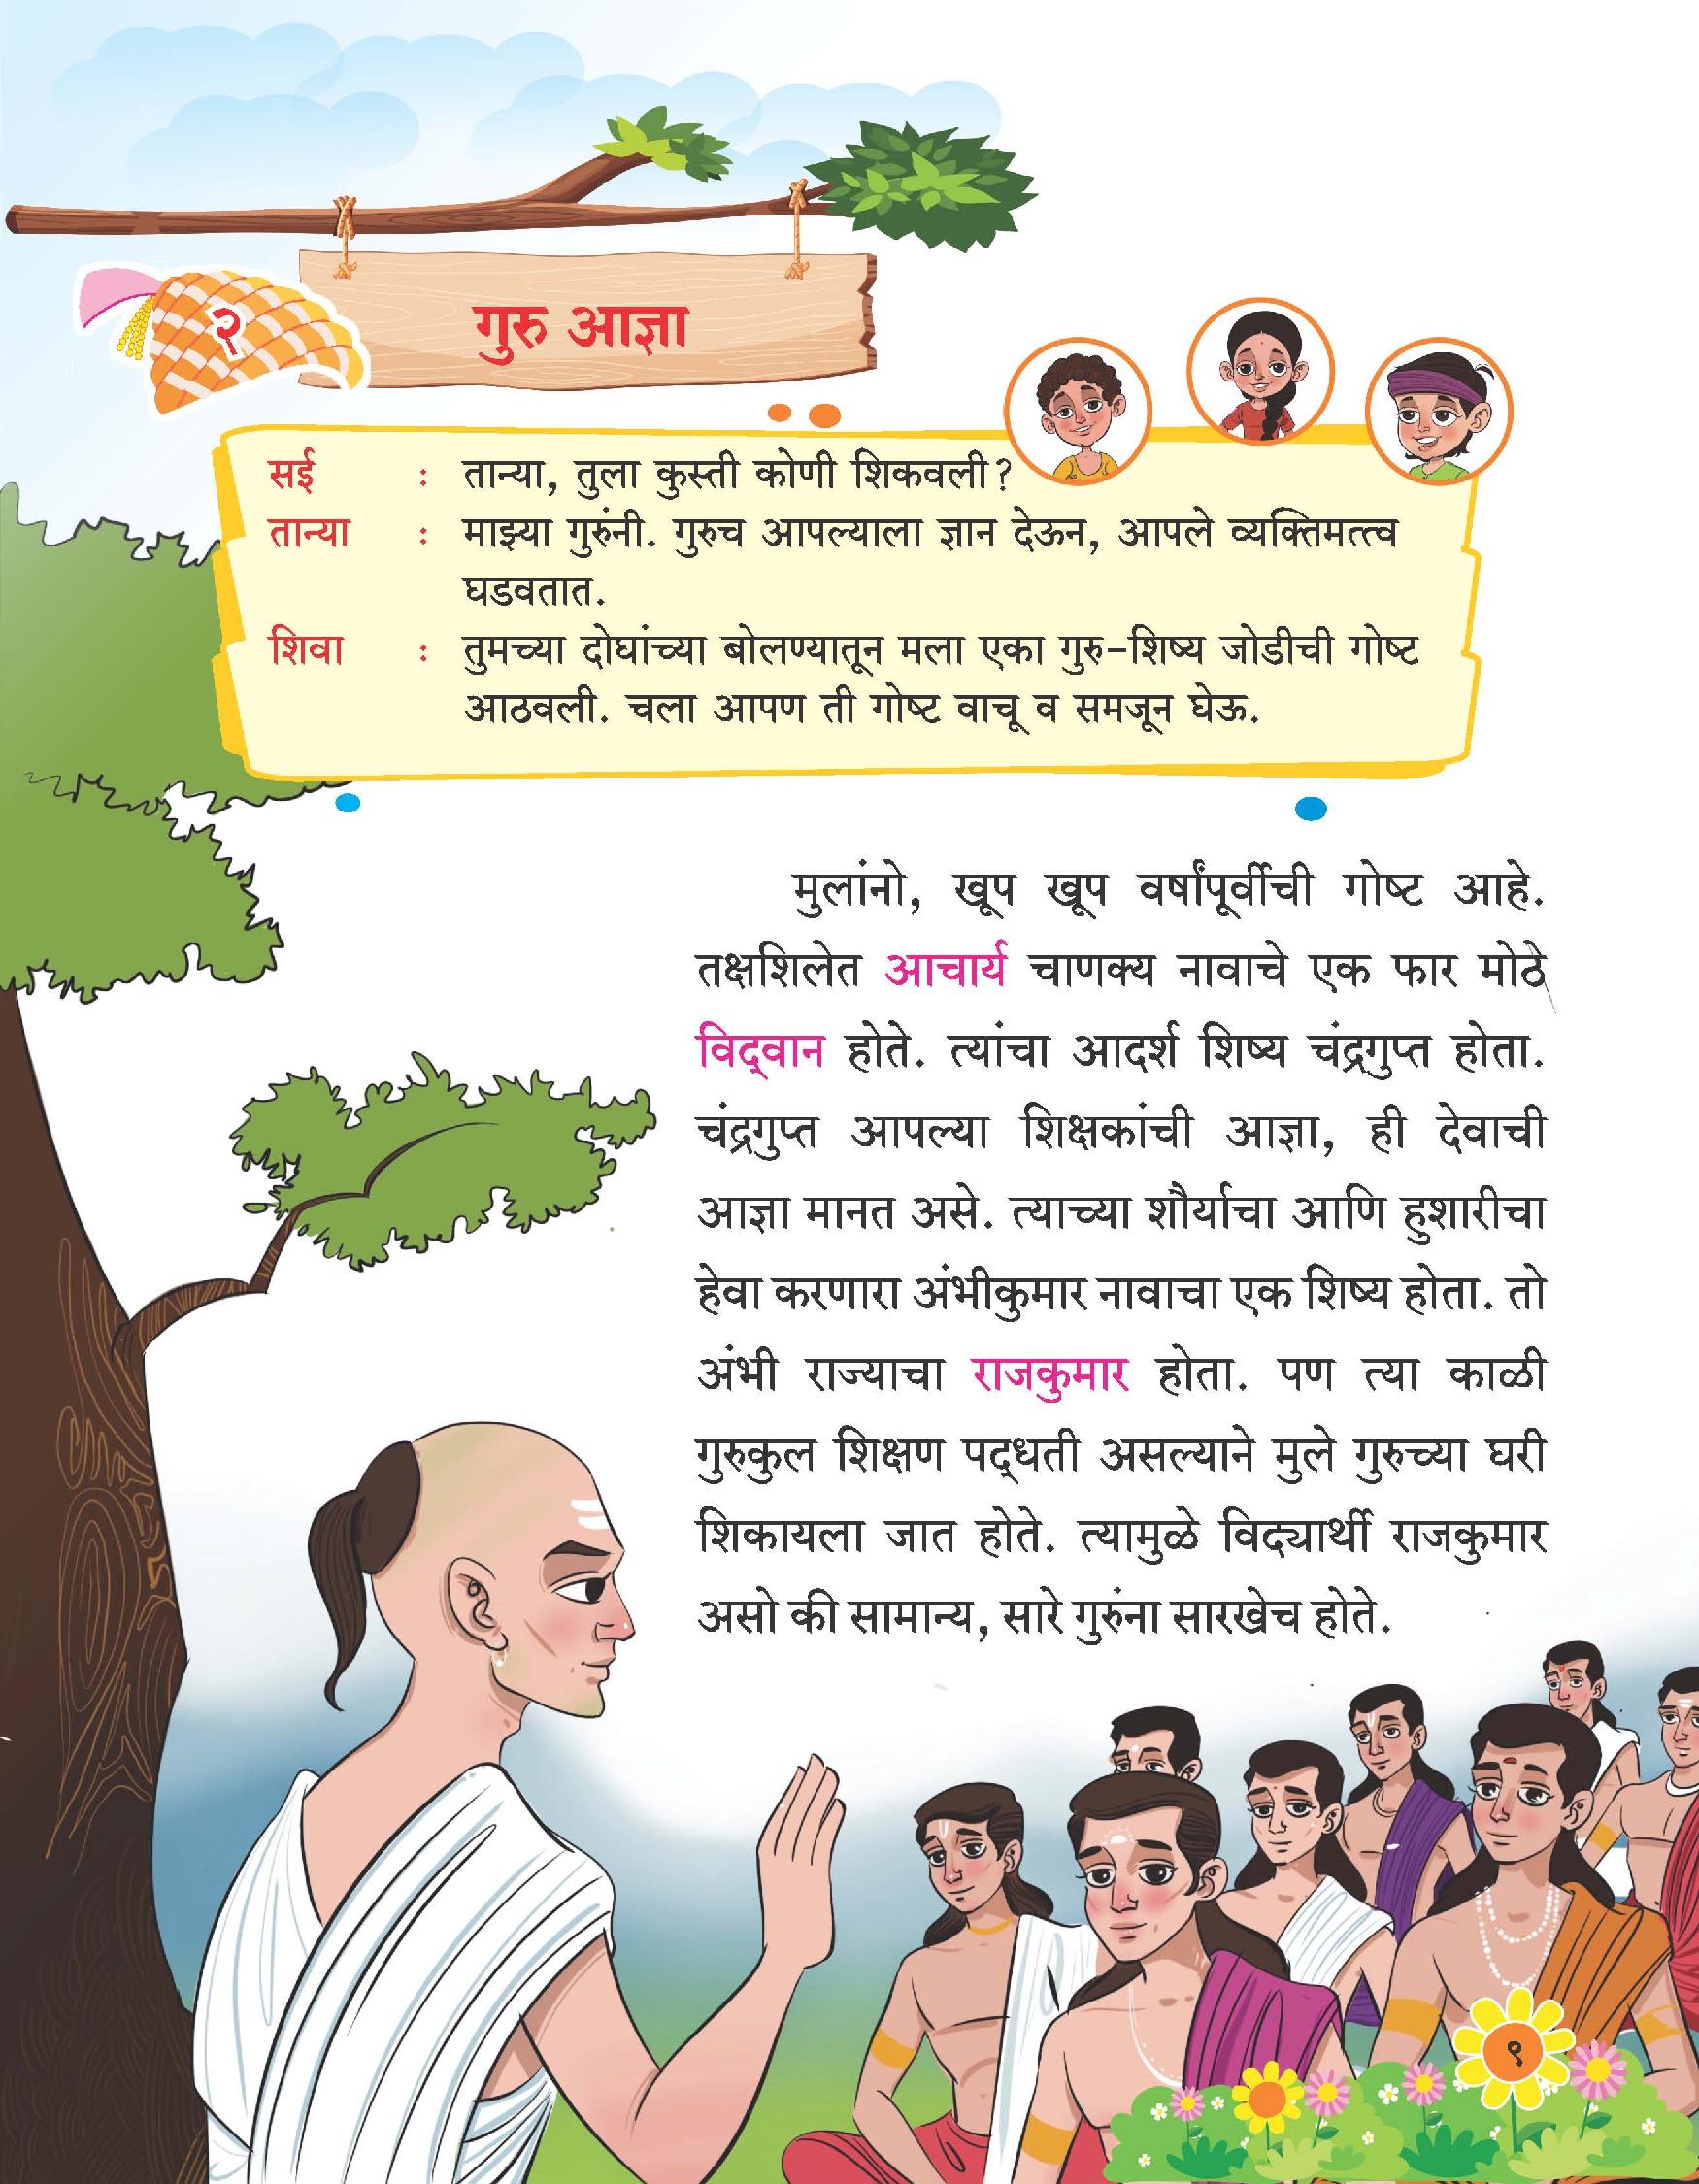 २
गुरु आज्ञा
सई : तान्या, तुला कुस्ती कोणी शिकवली?
तान्या : माझ्या गुरुंनी. गुरुच आपल्याला ज्ञान देऊन, आपले व्यक्तिमत्त्व
घडवतात.
शिवा : तुमच्या दोघांच्या बोलण्यातून मला एका गुरु-शिष्य जोडीची गोष्ट
आठवली. चला आपण ती गोष्ट वाचू व समजून घेऊ.
मुलांनो, खूप खूप वर्षांपूर्वीची गोष्ट आहे.
तक्षशिलेत आचार्य चाणक्य नावाचे एक फार मोठे
विद्‌वान होते. त्यांचा आदर्श शिष्य चंद्रगुप्त होता.
चंद्रगुप्त आपल्या शिक्षकांची आज्ञा, ही देवाची
आज्ञा मानत असे. त्याच्या शौर्याचा आणि हुशारीचा
हेवा करणारा अंभीकुमार नावाचा एक शिष्य होता. तो
अंभी राज्याचा राजकुमार होता. पण त्या काळी
गुरुकुल शिक्षण पद्‌धती असल्याने मुले गुरुच्या घरी
शिकायला जात होते. त्यामुळे विद्यार्थी राजकुमार
असो की सामान्य, सारे गुरुंना सारखेच होते.
९